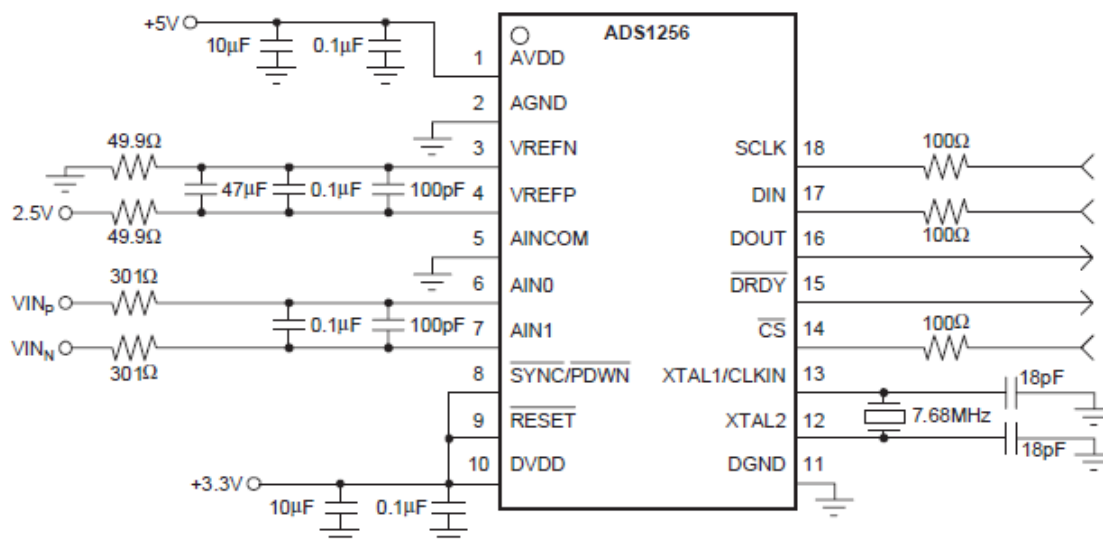 ADS1256
+5V
10µF
0.1µF
1 AVDD
2 AGND
49.9Ω
3 VREFN
47µF
0.1µF
100pF
4 VREFP
2.5V
49.9Ω
5 AINCOM
301Ω
6 AIN0
VINP
0.1µF
100pF
7 AIN1
VINN
301Ω
8 SYNC/PDWN
9 RESET
10 DVDD
+3.3V
10µF
0.1µF
100Ω
SCLK 18
DIN 17
100Ω
DOUT 16
DRDY 15
100Ω
CS 14
XTAL1/CLKIN 13
18pF
7.68MHz
XTAL2 12
18pF
DGND 11